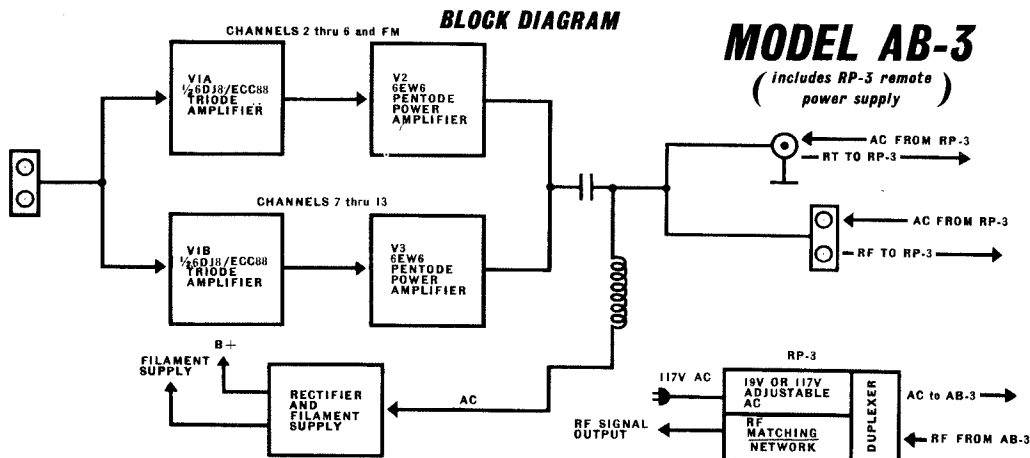 BLOCK DIAGRAM
MODEL AB-3
(includes RP-3 remote
power supply)
CHANNELS 2 thru 6 and FM
V1A
½6DJ8/ECC88
TRIODE
AMPLIFIER
V2
6EW6
PENTODE
POWER
AMPLIFIER
AC FROM RP-3
RT TO RP-3
CHANNELS 7 thru 13
V1B
½6DJ8/ECC88
TRIODE
AMPLIFIER
V3
6EW6
PENTODE
POWER
AMPLIFIER
AC FROM RP-3
RF TO RP-3
B+
FILAMENT
SUPPLY
RECTIFIER
AND
FILAMENT
SUPPLY
AC
RP-3
117V AC
19V OR 117V
ADJUSTABLE
AC
DUPLEXER
AC to AB-3
RF SIGNAL
OUTPUT
RF
MATCHING
NETWORK
RF FROM AB-3